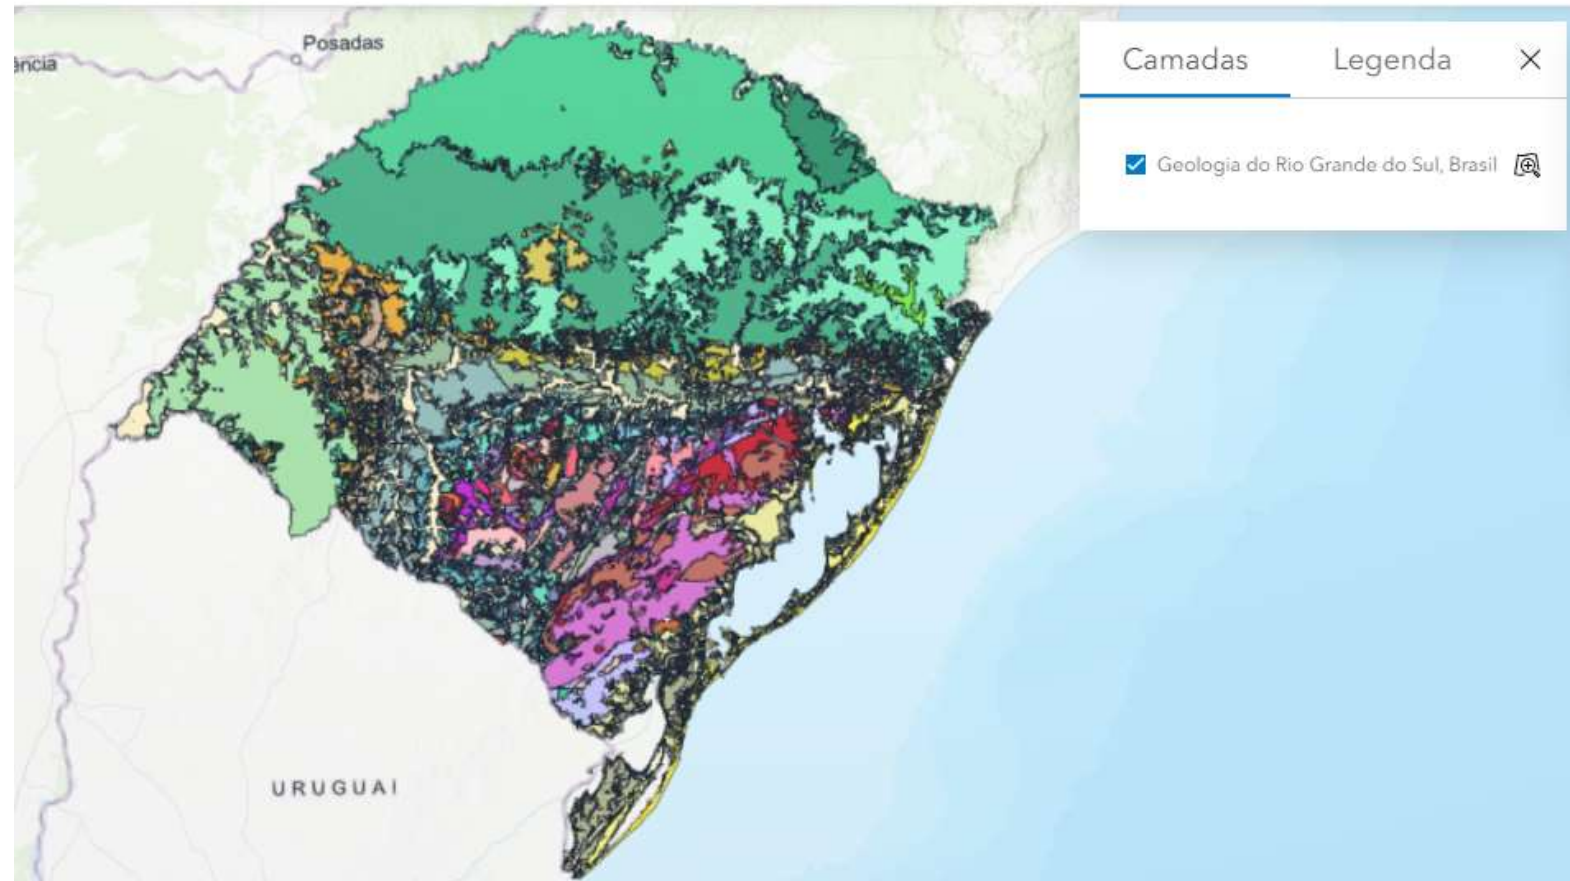 Posadas
ência
Camadas Legenda
Geologia do Rio Grande do Sul, Brasil
URUGUAI